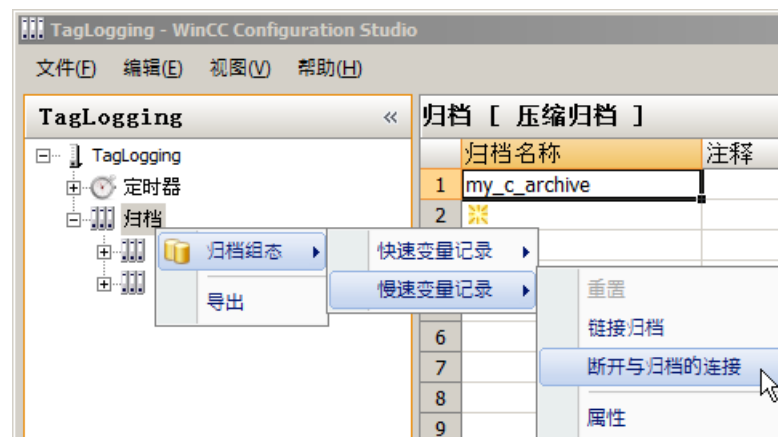 TagLogging - WinCC Configuration Studio
文件(F) 编辑(E) 视图(V) 帮助(H)
TagLogging «
归档 [ 压缩归档 ]
归档名称 注释
TagLogging
定时器
1 my_c_archive
归档
2
归档组态 快速变量记录
导出 慢速变量记录
重置
链接归档
6
断开与归档的连接
7
8
属性
9